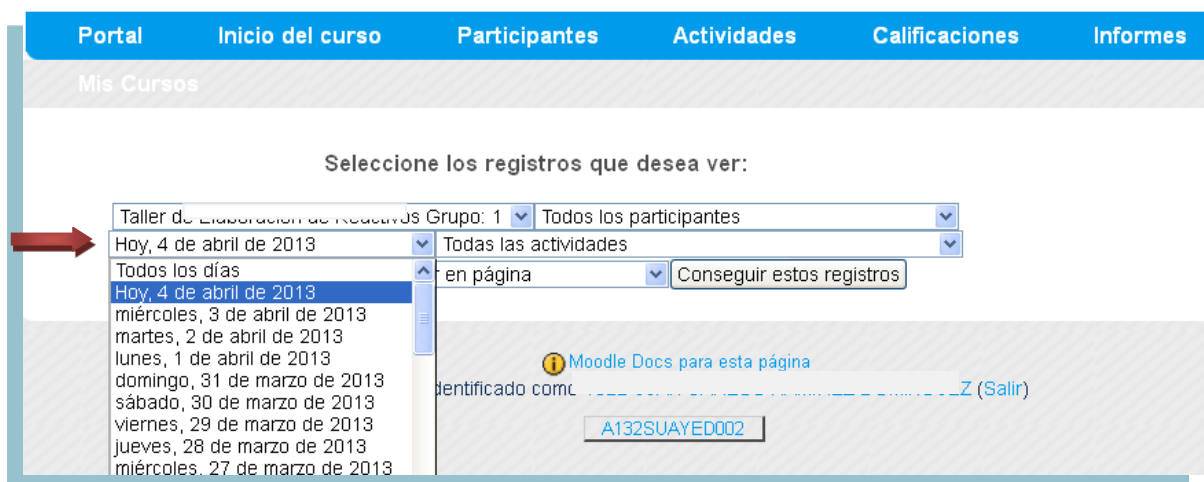 Portal Inicio del curso Participantes Actividades Calificaciones Informes
Mis Cursos
Seleccione los registros que desea ver:
Taller de Elaboración de Reactivos Grupo: 1 Todos los participantes
Hoy, 4 de abril de 2013 Todas las actividades
en página Conseguir estos registros
Todos los días
Hoy, 4 de abril de 2013
miércoles, 3 de abril de 2013
martes, 2 de abril de 2013
lunes, 1 de abril de 2013
domingo, 31 de marzo de 2013
sábado, 30 de marzo de 2013
viernes, 29 de marzo de 2013
jueves, 28 de marzo de 2013
miércoles, 27 de marzo de 2013
Moodle Docs para esta página
dentificado como (Salir)
A132SUAYED002